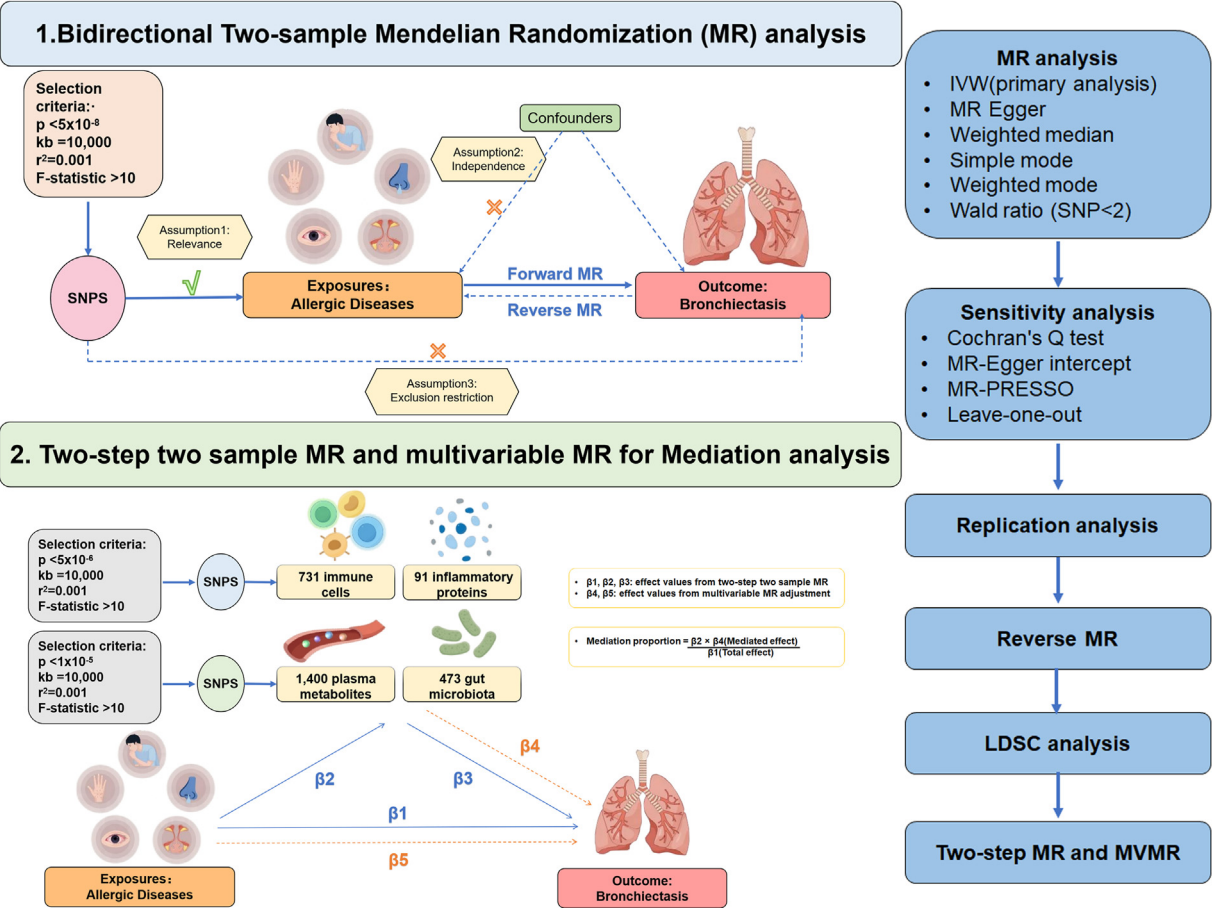 1.Bidirectional Two-sample Mendelian Randomization (MR) analysis
Selection
criteria:·
p <5x10-8
kb =10,000
r2=0.001
F-statistic >10
Confounders
Assumption2:
Independence
Assumption1:
Relevance
SNPS
Exposures:
Allergic Diseases
Forward MR
Reverse MR
Outcome:
Bronchiectasis
Assumption3:
Exclusion restriction
2. Two-step two sample MR and multivariable MR for Mediation analysis
Selection criteria:
p <5x10-6
kb =10,000
r2=0.001
F-statistic >10
SNPS
731 immune
cells
91 inflammatory
proteins
• β1, β2, β3: effect values from two-step two sample MR
• β4, β5: effect values from multivariable MR adjustment
• Mediation proportion = β2 × β4(Mediated effect)
β1(Total effect)
Selection criteria:
p <1x10-5
kb =10,000
r2=0.001
F-statistic >10
SNPS
1,400 plasma
metabolites
473 gut
microbiota
β4
β2
β3
β1
β5
Exposures:
Allergic Diseases
Outcome:
Bronchiectasis
MR analysis
• IVW(primary analysis)
• MR Egger
• Weighted median
• Simple mode
• Weighted mode
• Wald ratio (SNP<2)
Sensitivity analysis
• Cochran's Q test
• MR-Egger intercept
• MR-PRESSO
• Leave-one-out
Replication analysis
Reverse MR
LDSC analysis
Two-step MR and MVMR